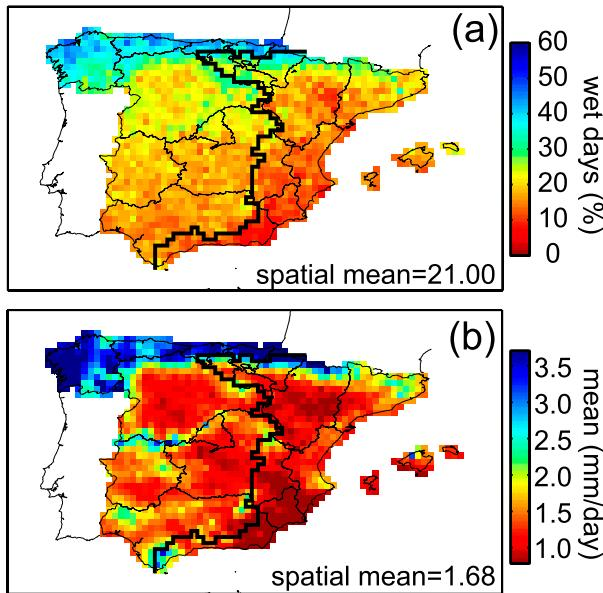 (a)
60
50
40
30
20
10
0
wet days (%)
spatial mean=21.00
(b)
3.5
3.0
2.5
2.0
1.5
1.0
mean (mm/day)
spatial mean=1.68